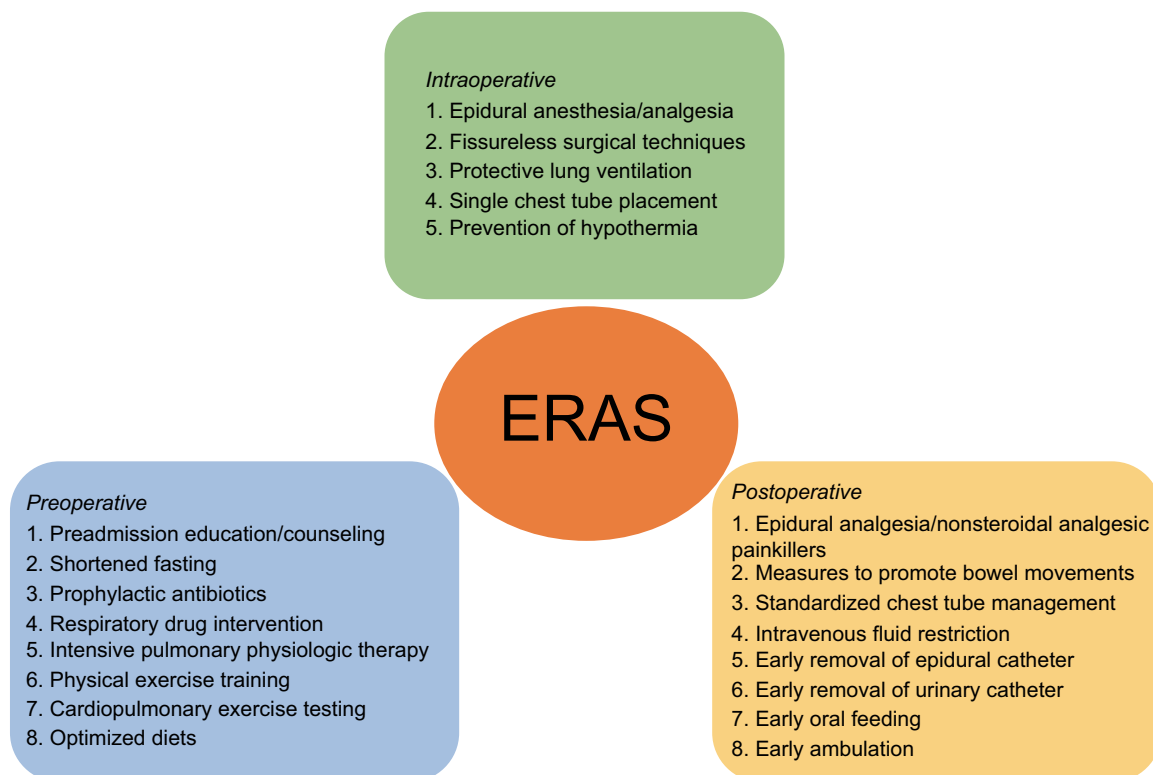 Intraoperative
1. Epidural anesthesia/analgesia
2. Fissureless surgical techniques
3. Protective lung ventilation
4. Single chest tube placement
5. Prevention of hypothermia
ERAS
Preoperative
1. Preadmission education/counseling
2. Shortened fasting
3. Prophylactic antibiotics
4. Respiratory drug intervention
5. Intensive pulmonary physiologic therapy
6. Physical exercise training
7. Cardiopulmonary exercise testing
8. Optimized diets
Postoperative
1. Epidural analgesia/nonsteroidal analgesic
painkillers
2. Measures to promote bowel movements
3. Standardized chest tube management
4. Intravenous fluid restriction
5. Early removal of epidural catheter
6. Early removal of urinary catheter
7. Early oral feeding
8. Early ambulation